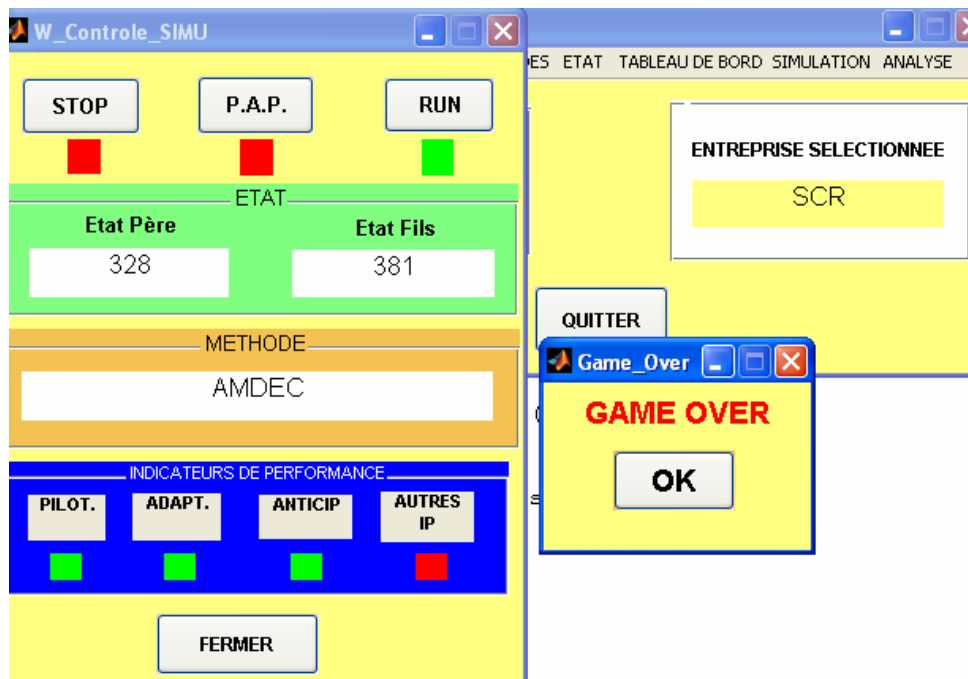 W_Controle_SIMU
STOP
P.A.P.
RUN
ETAT
Etat Père
Etat Fils
328
381
METHODE
AMDEC
INDICATEURS DE PERFORMANCE
PILOT.
ADAPT.
ANTICIP
AUTRES
IP
FERMER
ETAT TABLEAU DE BORD SIMULATION ANALYSE
ENTREPRISE SELECTIONNEE
SCR
QUITTER
Game_Over
GAME OVER
OK